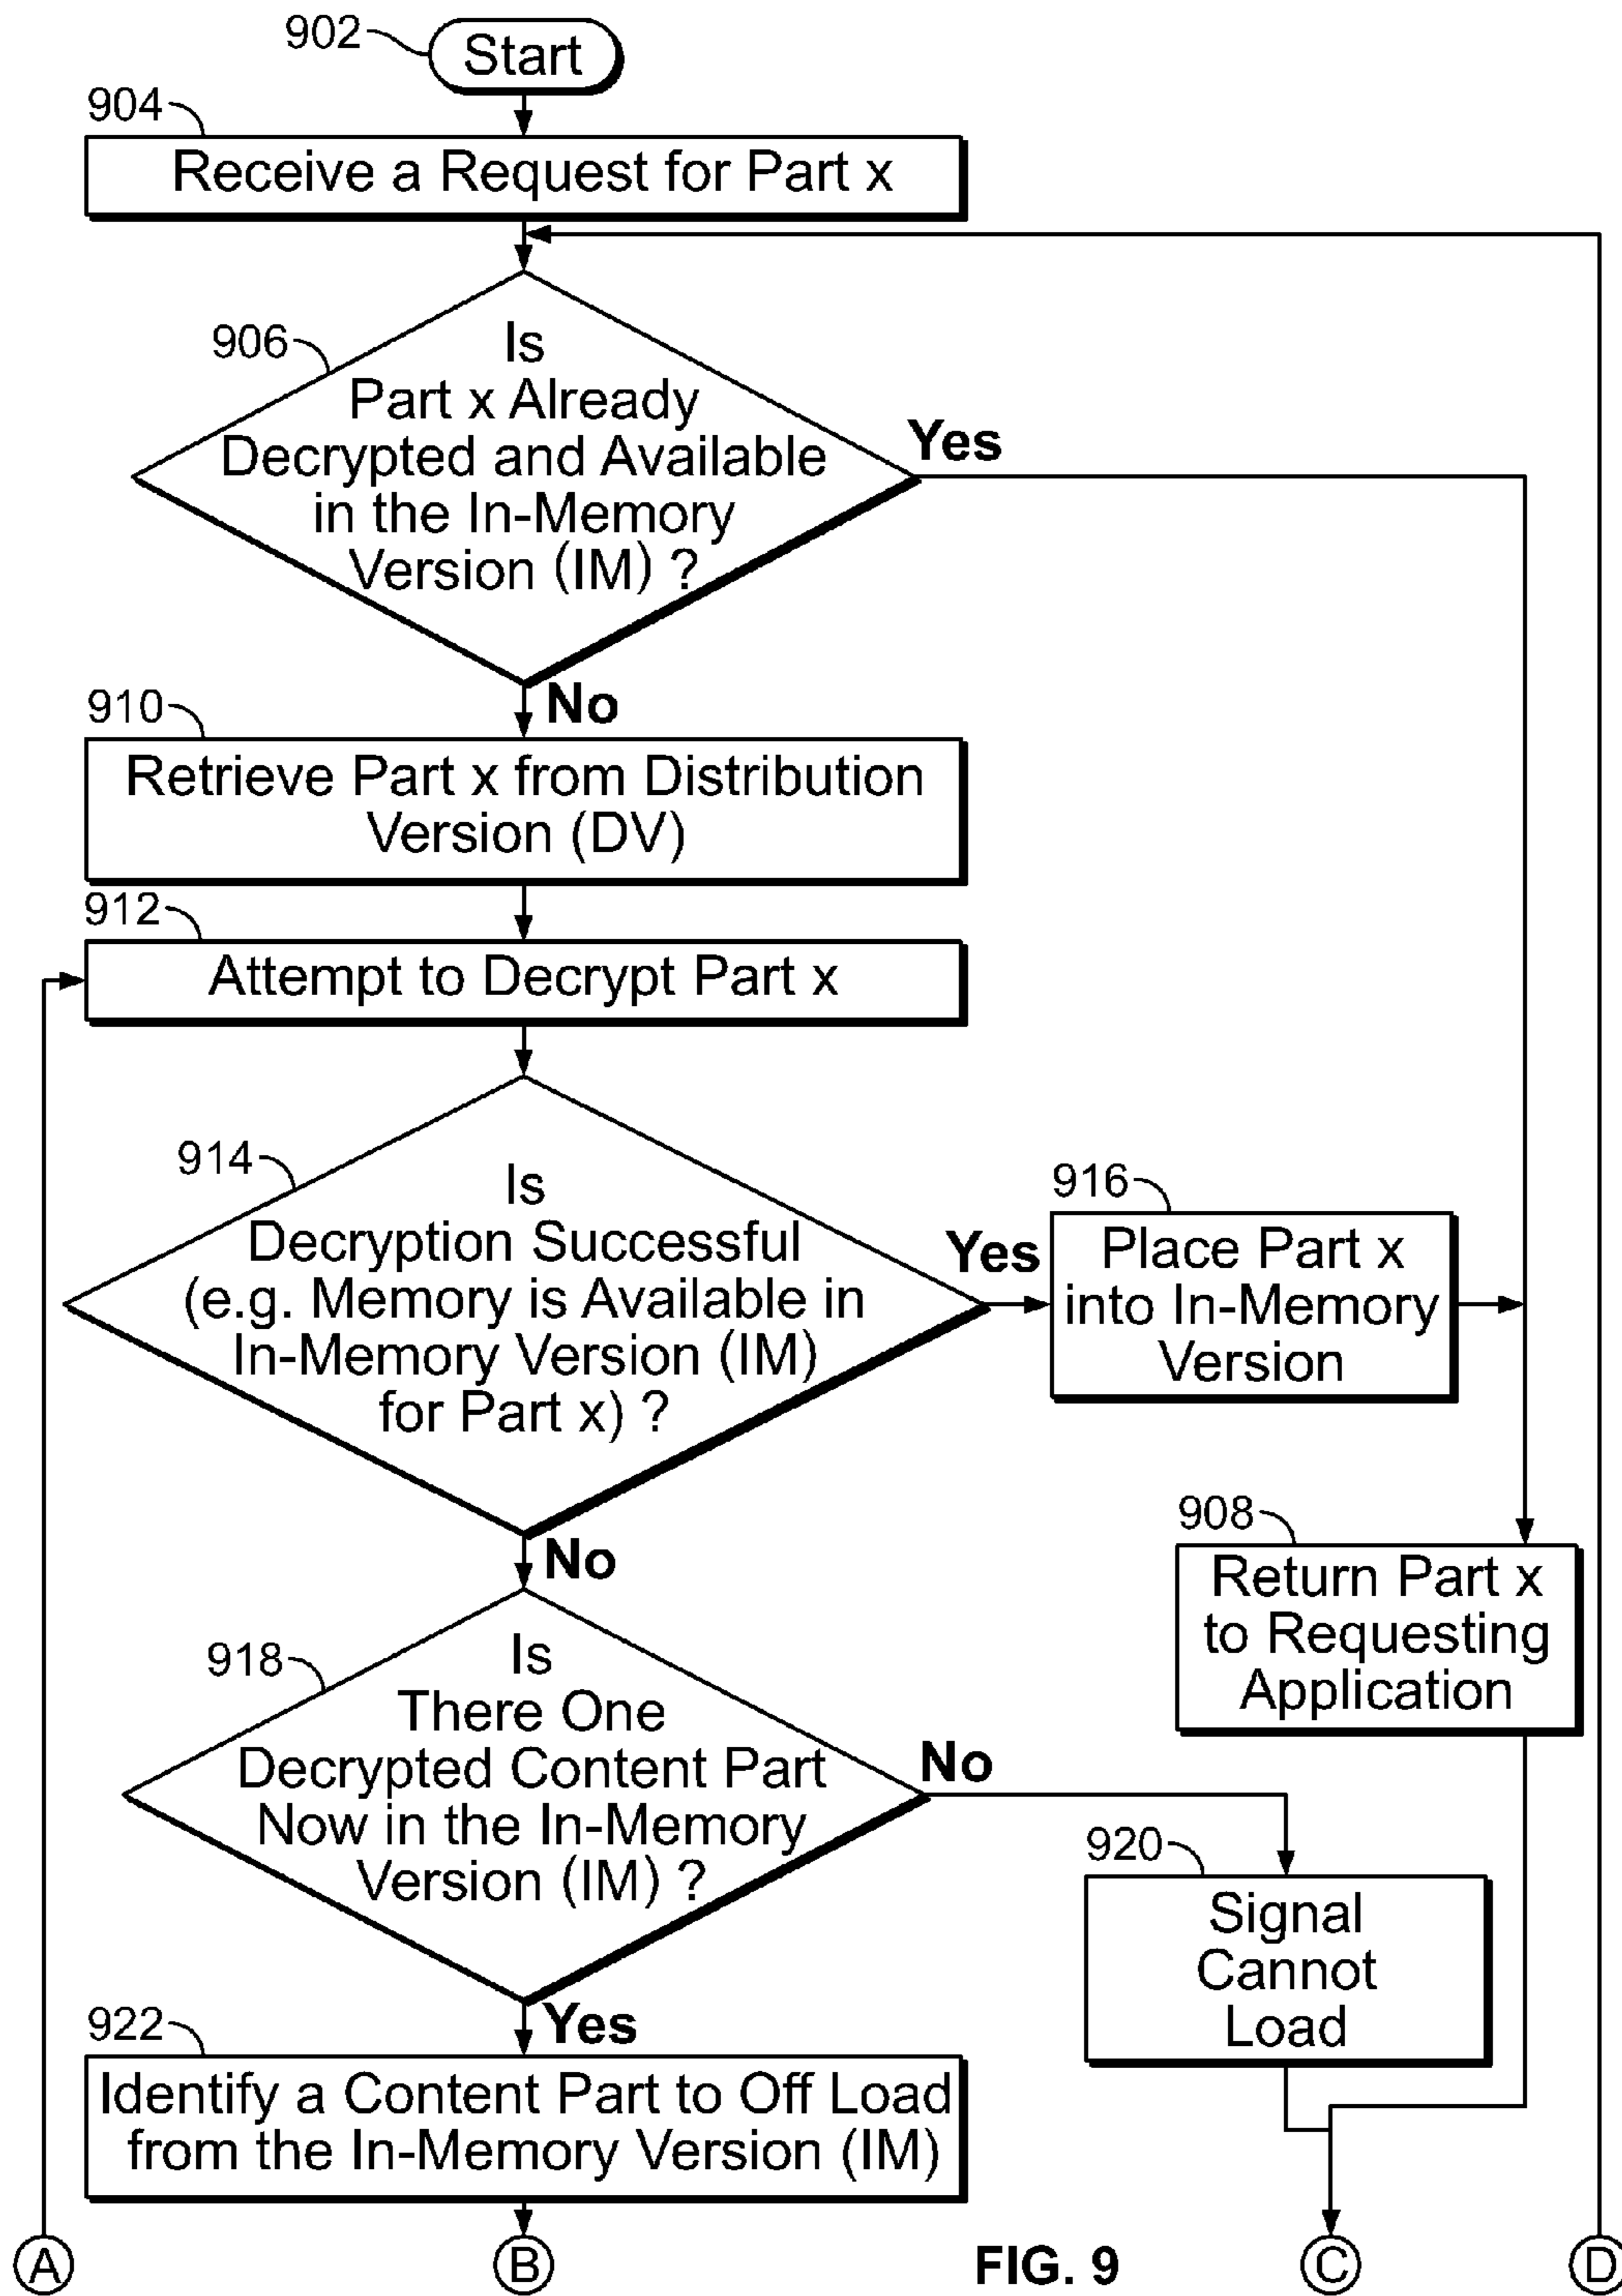 902
Start
904
Receive a Request for Part x
906
Is
Part x Already
Decrypted and Available
in the In-Memory
Version (IM) ?
Yes
No
910
Retrieve Part x from Distribution
Version (DV)
912
Attempt to Decrypt Part x
914
Is
Decryption Successful
(e.g. Memory is Available in
In-Memory Version (IM)
for Part x) ?
Yes
916
Place Part x
into In-Memory
Version
No
908
Return Part x
to Requesting
Application
918
Is
There One
Decrypted Content Part
Now in the In-Memory
Version (IM) ?
No
920
Signal
Cannot
Load
Yes
922
Identify a Content Part to Off Load
from the In-Memory Version (IM)
A
B
FIG. 9
C
D